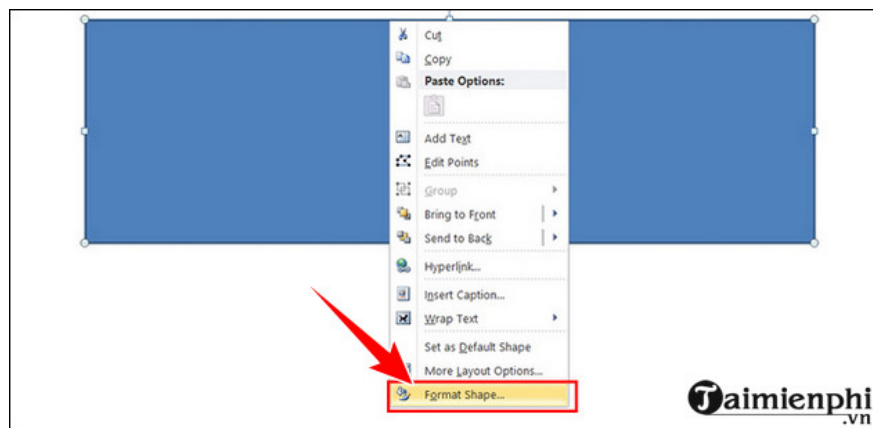 Cut
Copy
Paste Options:
Add Text
Edit Points
Group
Bring to Front
Send to Back
Hyperlink...
Insert Caption...
Wrap Text
Set as Default Shape
More Layout Options...
Format Shape...
Taimienphi
.vn